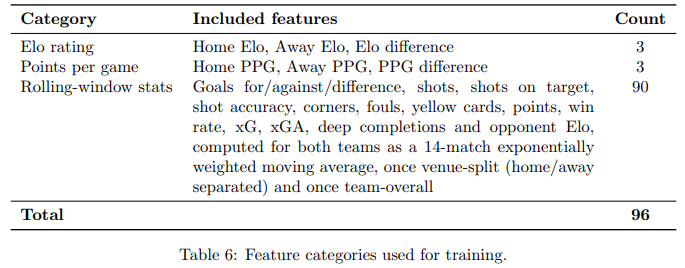 Category Included features Count
Elo rating Home Elo, Away Elo, Elo difference 3
Points per game Home PPG, Away PPG, PPG difference 3
Rolling-window stats Goals for/against/difference, shots, shots on target, 90
shot accuracy, corners, fouls, yellow cards, points, win
rate, xG, xGA, deep completions and opponent Elo,
computed for both teams as a 14-match exponentially
weighted moving average, once venue-split (home/away
separated) and once team-overall
Total 96
Table 6: Feature categories used for training.